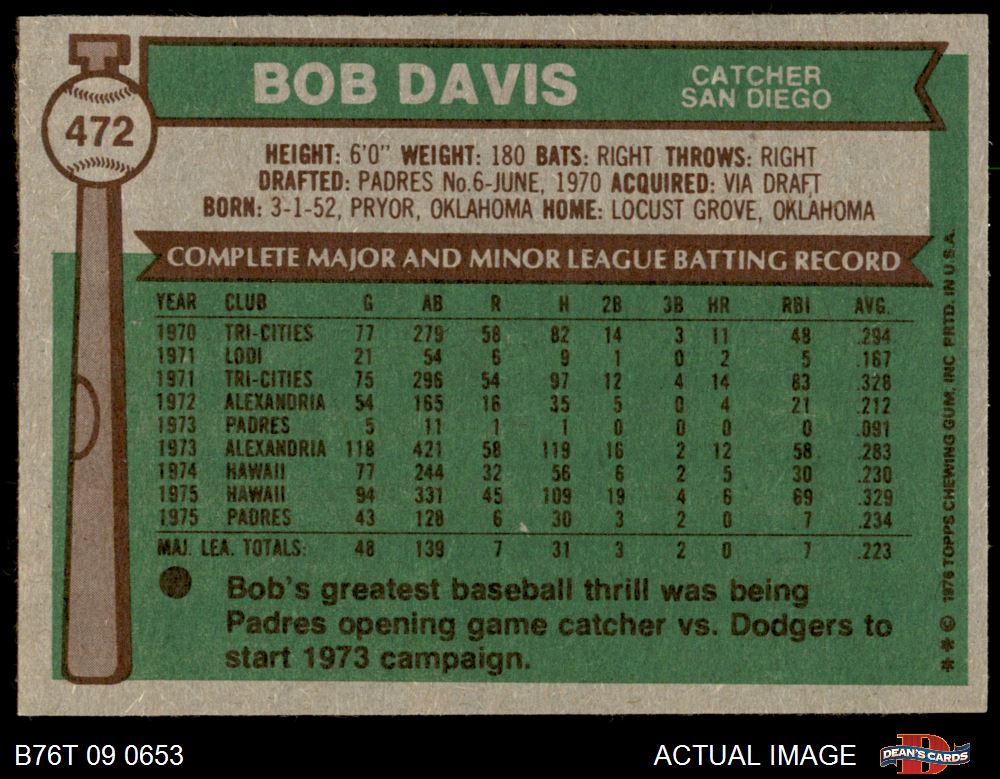 BOB DAVIS
CATCHER
SAN DIEGO
472
HEIGHT: 6'0" WEIGHT: 180 BATS: RIGHT THROWS: RIGHT
DRAFTED: PADRES No.6-JUNE, 1970 ACQUIRED: VIA DRAFT
BORN: 3-1-52, PRYOR, OKLAHOMA HOME: LOCUST GROVE, OKLAHOMA
COMPLETE MAJOR AND MINOR LEAGUE BATTING RECORD
YEAR CLUB G AB R H 2B 3B HR RBI AVG.
1970 TRI-CITIES 77 279 58 82 14 3 11 48 .294
1971 LODI 21 54 6 9 1 0 2 5 .167
1971 TRI-CITIES 75 296 54 97 12 4 14 83 .328
1972 ALEXANDRIA 54 165 16 35 5 0 4 21 .212
1973 PADRES 5 11 1 1 0 0 0 0 .091
1973 ALEXANDRIA 118 421 58 119 16 2 12 58 .283
1974 HAWAII 77 244 32 56 6 2 5 30 .230
1975 HAWAII 94 331 45 109 19 4 6 69 .329
1975 PADRES 43 128 6 30 3 2 0 7 .234
MAJ. LEA. TOTALS: 48 139 7 31 3 2 0 7 .223
Bob's greatest baseball thrill was being
Padres opening game catcher vs. Dodgers to
start 1973 campaign.
* * © 1976 TOPPS CHEWING GUM, INC PRTD. IN U.S.A.
B76T 09 0653
ACTUAL IMAGE
DEAN'S CARDS